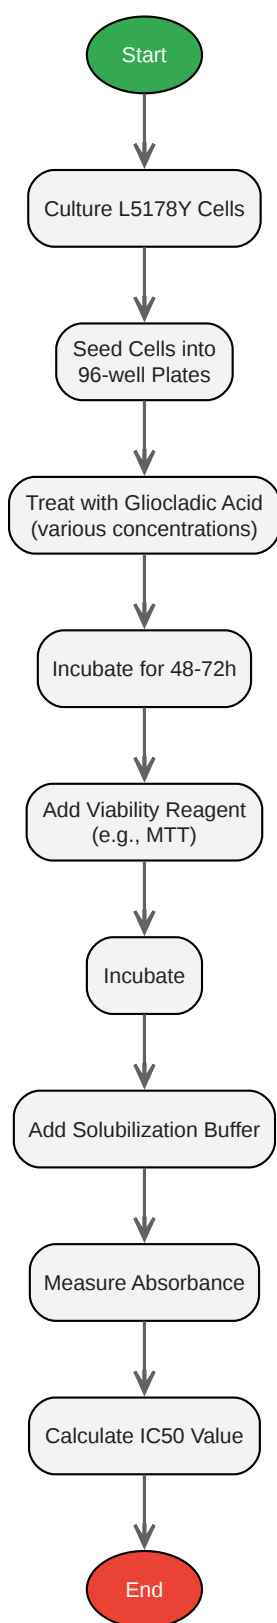 Start
Culture L5178Y Cells
Seed Cells into
96-well Plates
Treat with Gliocladic Acid
(various concentrations)
Incubate for 48-72h
Add Viability Reagent
(e.g., MTT)
Incubate
Add Solubilization Buffer
Measure Absorbance
Calculate IC50 Value
End